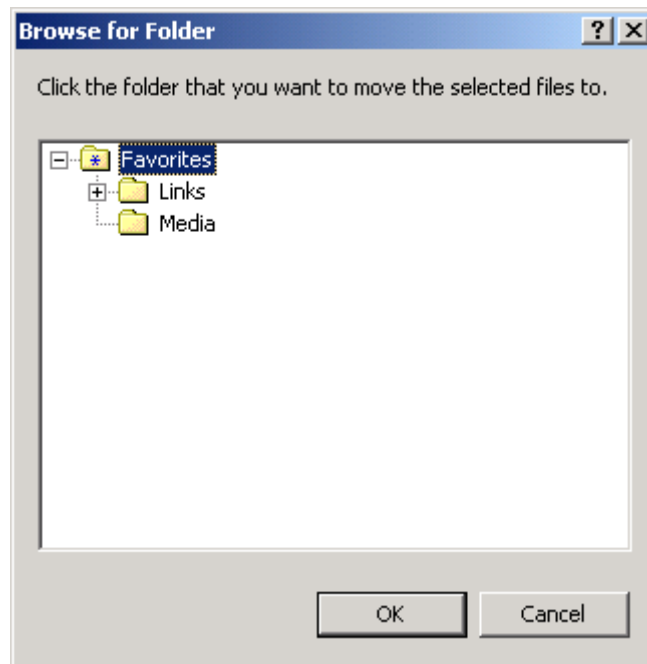 Browse for Folder
Click the folder that you want to move the selected files to.
Favorites
Links
Media
OK Cancel